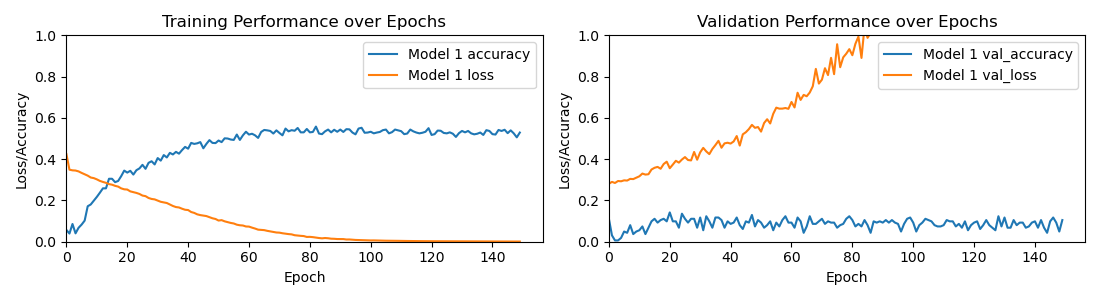 Training Performance over Epochs
Loss/Accuracy
1.0
0.8
0.6
0.4
0.2
0.0
Model 1 accuracy
Model 1 loss
0 20 40 60 80 100 120 140
Epoch
Validation Performance over Epochs
Loss/Accuracy
1.0
0.8
0.6
0.4
0.2
0.0
Model 1 val_accuracy
Model 1 val_loss
0 20 40 60 80 100 120 140
Epoch